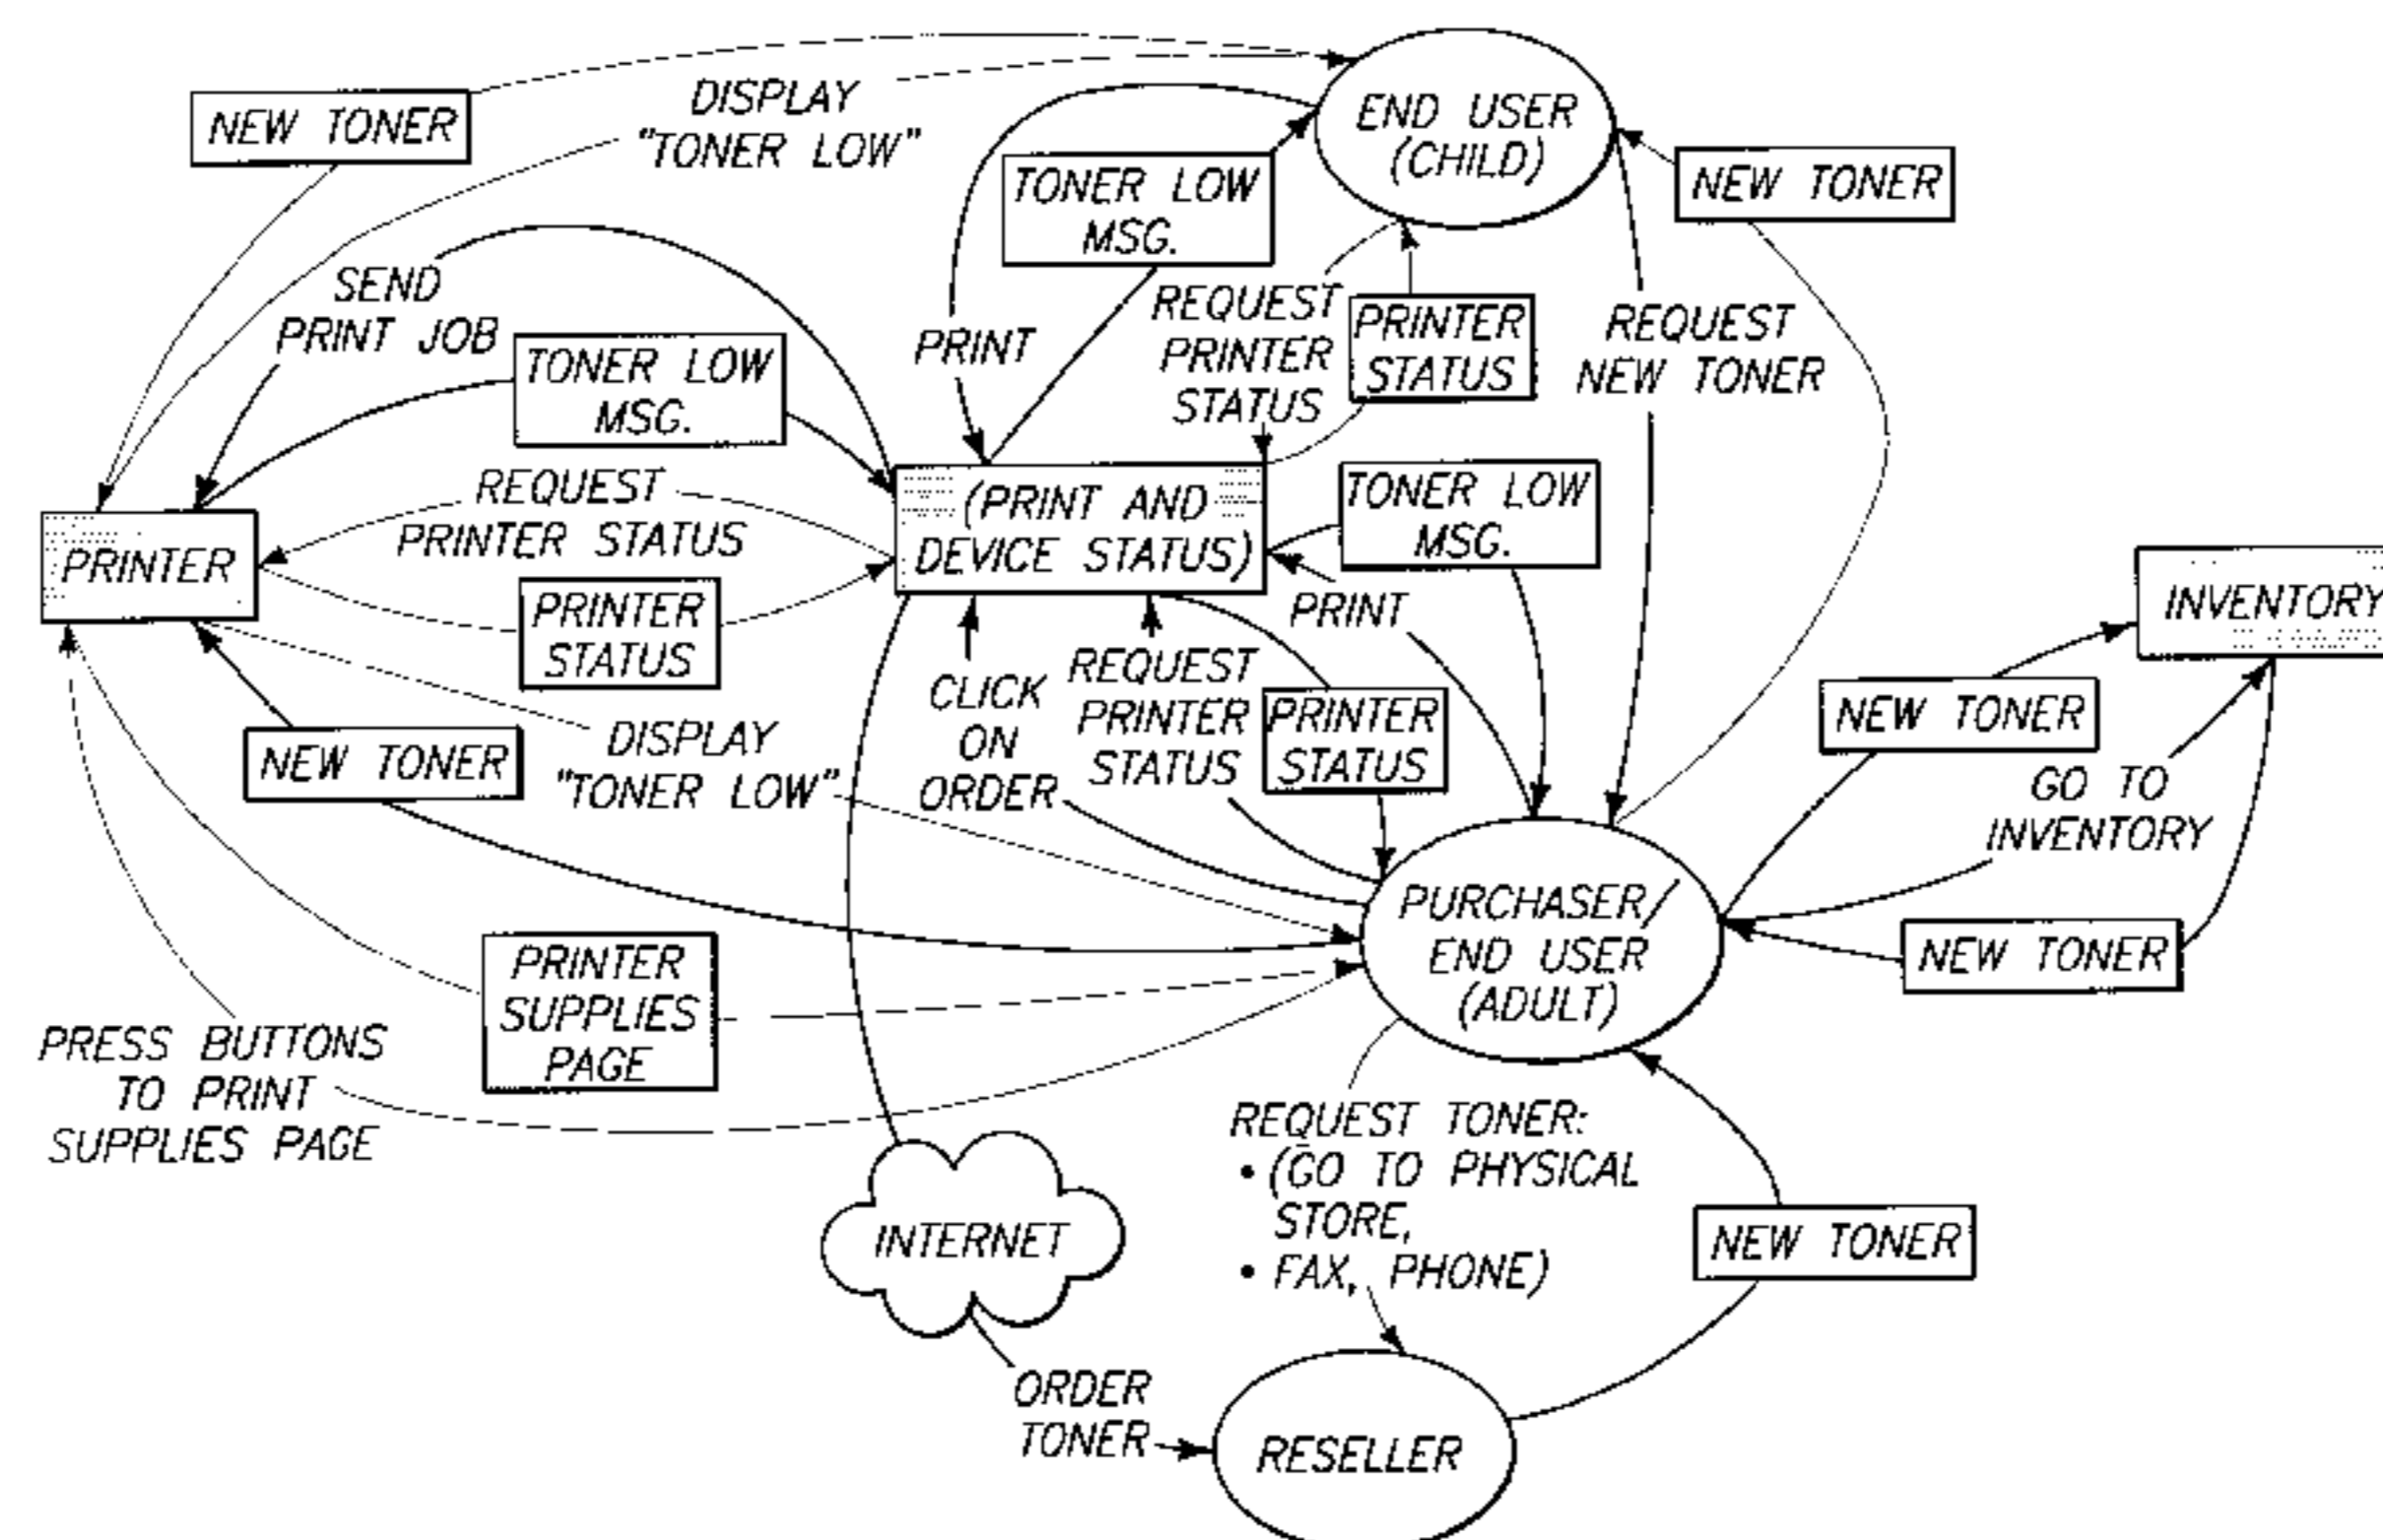 NEW TONER
DISPLAY
"TONER LOW"
END USER
(CHILD)
TONER LOW
MSG.
NEW TONER
SEND
PRINT JOB
TONER LOW
MSG.
PRINT
REQUEST
PRINTER
STATUS
PRINTER
STATUS
REQUEST
NEW TONER
REQUEST
PRINTER STATUS
(PRINT AND
DEVICE STATUS)
TONER LOW
MSG.
PRINTER
PRINTER
STATUS
PRINT
INVENTORY
CLICK
ON
ORDER
REQUEST
PRINTER
STATUS
PRINTER
STATUS
NEW TONER
NEW TONER
DISPLAY
"TONER LOW"
GO TO
INVENTORY
PURCHASER/
END USER
(ADULT)
NEW TONER
PRINTER
SUPPLIES
PAGE
PRESS BUTTONS
TO PRINT
SUPPLIES PAGE
REQUEST TONER:
• (GO TO PHYSICAL
STORE,
• FAX, PHONE)
NEW TONER
INTERNET
ORDER
TONER
RESELLER